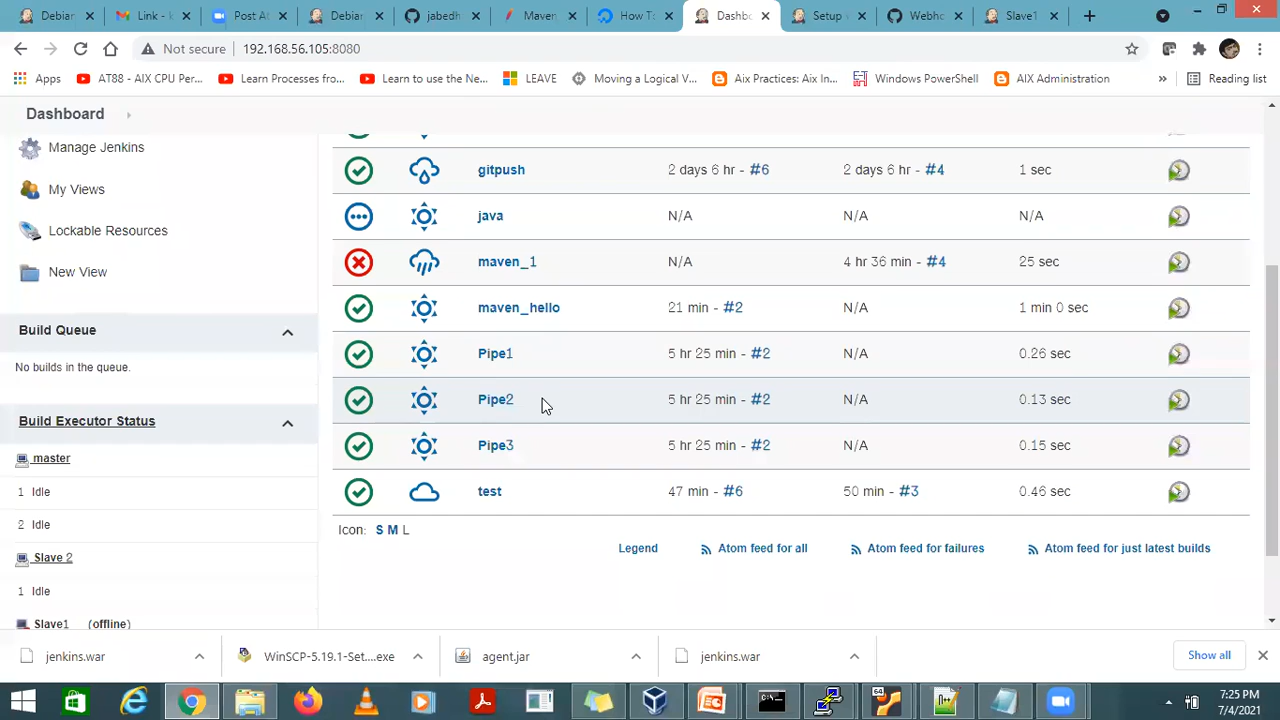 Debian
Link - k
Post At
Debian
jabedh
Maven
How To
Dashbo
Setup w
Webho
Slave1
Not secure 192.168.56.105:8080
Apps AT88 - AIX CPU Per... Learn Processes fro... Learn to use the Ne... LEAVE Moving a Logical V... Aix Practices: Aix In... Windows PowerShell AIX Administration » Reading list
Dashboard
Manage Jenkins
My Views
Lockable Resources
New View
Build Queue
No builds in the queue.
Build Executor Status
master
1 Idle
2 Idle
Slave 2
1 Idle
Slave1 (offline)
gitpush 2 days 6 hr - #6 2 days 6 hr - #4 1 sec
java N/A N/A N/A
maven_1 N/A 4 hr 36 min - #4 25 sec
maven_hello 21 min - #2 N/A 1 min 0 sec
Pipe1 5 hr 25 min - #2 N/A 0.26 sec
Pipe2 5 hr 25 min - #2 N/A 0.13 sec
Pipe3 5 hr 25 min - #2 N/A 0.15 sec
test 47 min - #6 50 min - #3 0.46 sec
Icon: S M L
Legend Atom feed for all Atom feed for failures Atom feed for just latest builds
jenkins.war WinSCP-5.19.1-Set....exe agent.jar jenkins.war Show all
7:25 PM
7/4/2021